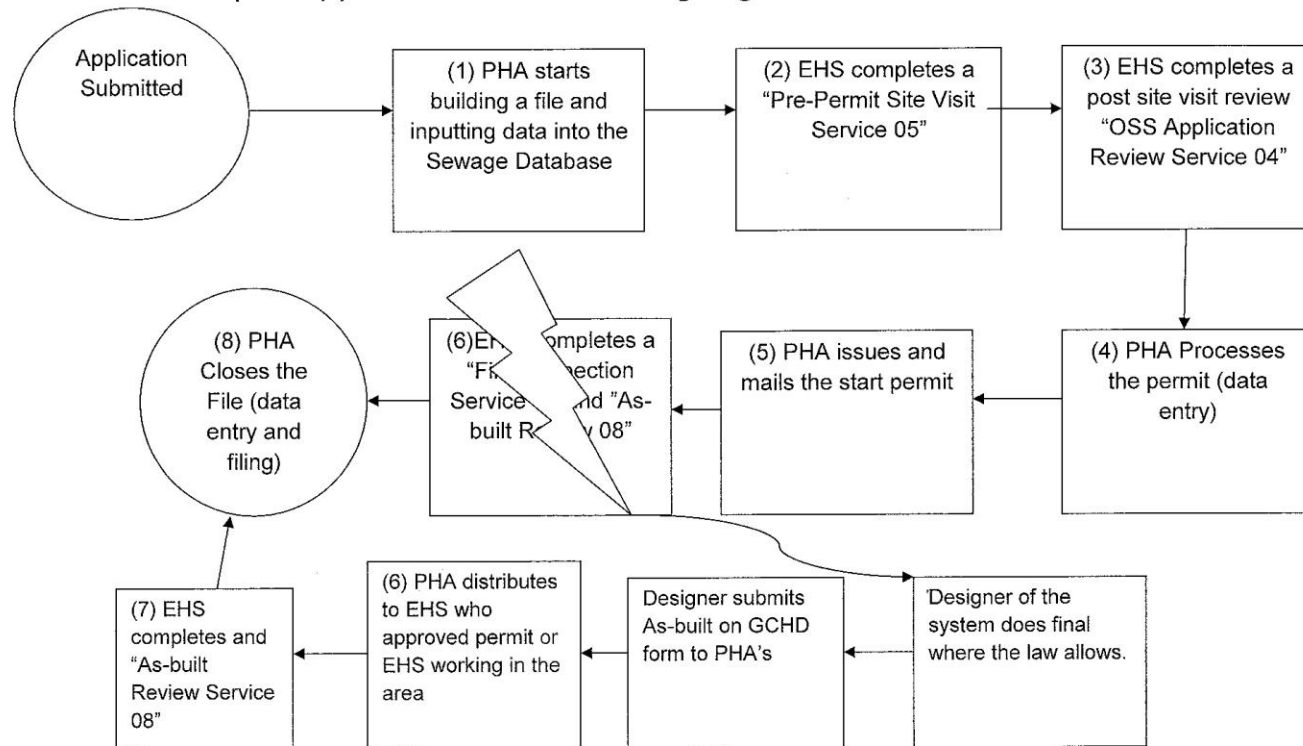 Application
Submitted
(1) PHA starts
building a file and
inputting data into the
Sewage Database
(2) EHS completes a
“Pre-Permit Site Visit
Service 05”
(3) EHS completes a
post site visit review
“OSS Application
Review Service 04”
(4) PHA Processes
the permit (data
entry)
(5) PHA issues and
mails the start permit
(6) ompletes a
pection
Service nd ”As-
built 08”
(8) PHA
Closes the
File (data
entry and
filing)
(7) EHS
completes and
“As-built
Review Service
08”
(6) PHA distributes
to EHS who
approved permit or
EHS working in the
area
Designer submits
As-built on GCHD
form to PHA’s
Designer of the
system does final
where the law allows.